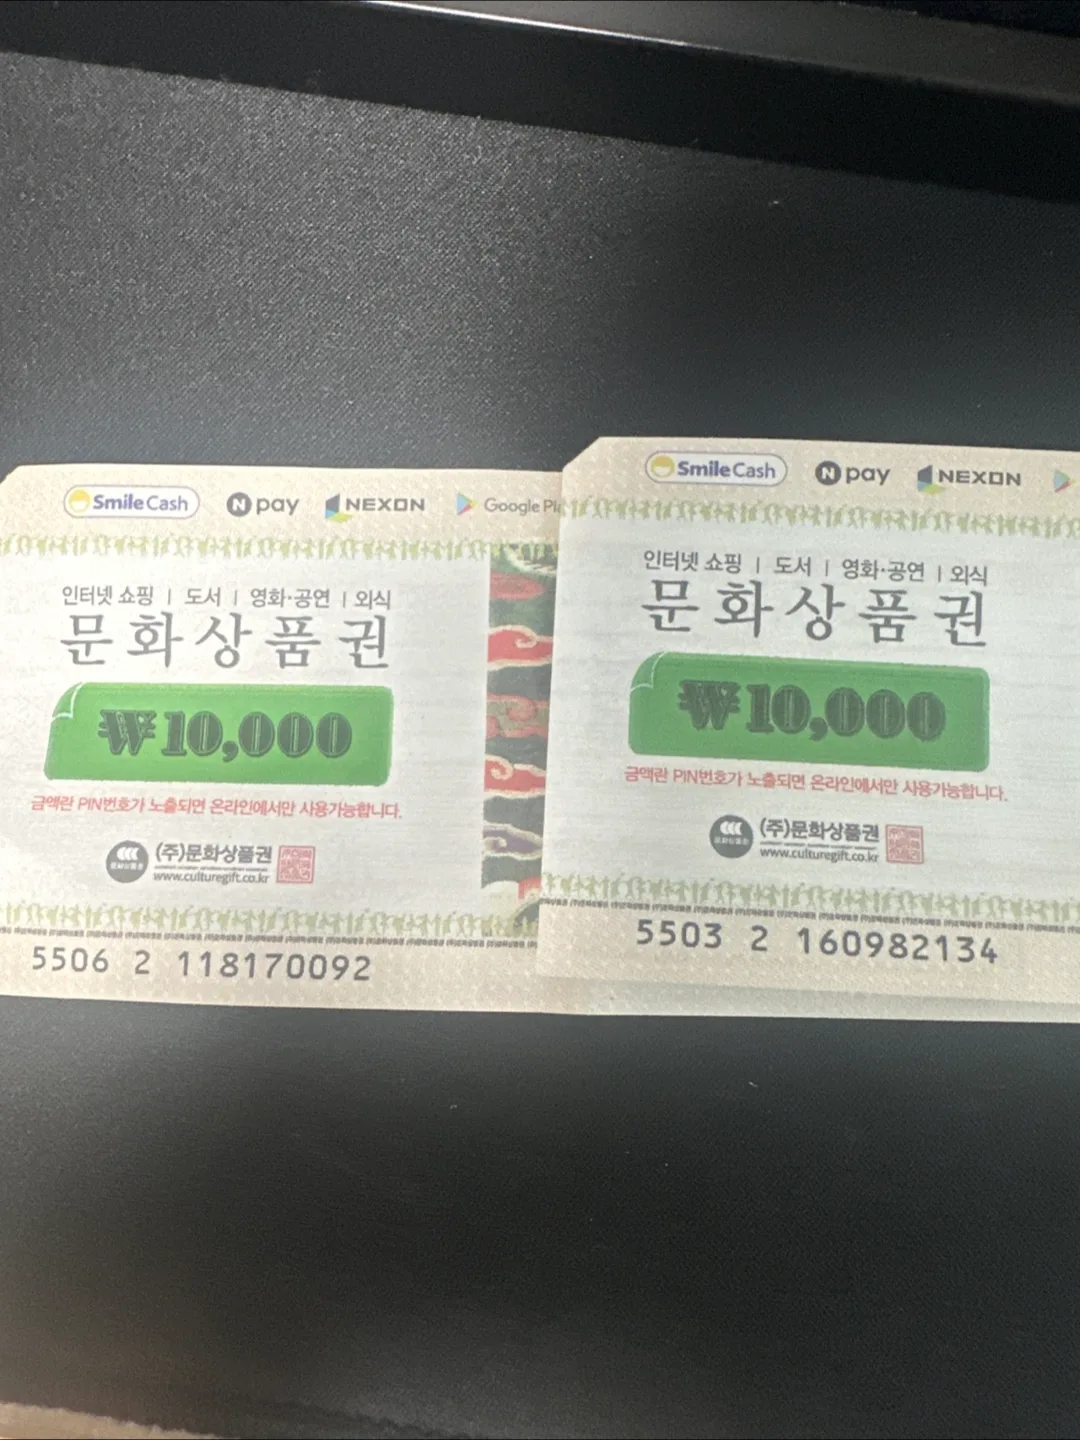 SmileCash N pay NEXON Google Pl
인터넷 쇼핑 | 도서 | 영화·공연 | 외식
문화상품권
₩10,000
금액란 PIN번호가 노출되면 온라인에서만 사용가능합니다.
(주)문화상품권
www.culturegift.co.kr
5506 2 118170092
SmileCash N pay NEXON
인터넷 쇼핑 | 도서 | 영화·공연 | 외식
문화상품권
₩10,000
금액란 PIN번호가 노출되면 온라인에서만 사용가능합니다.
(주)문화상품권
www.culturegift.co.kr
5503 2 160982134